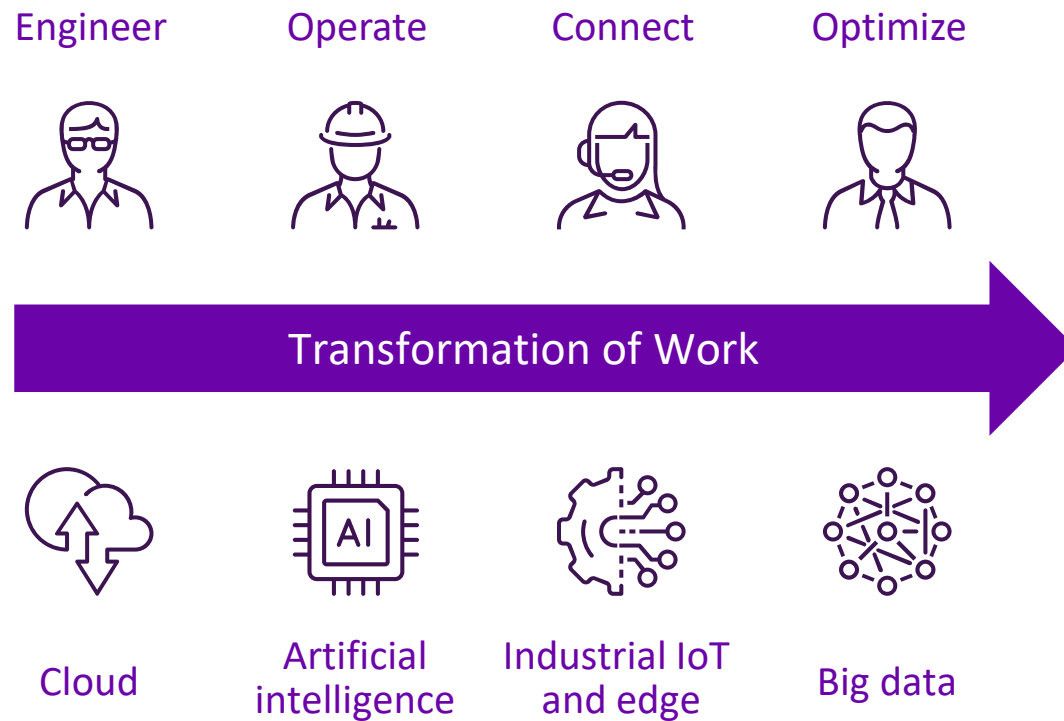 Engineer
Operate
Connect
Optimize
Transformation of Work
AI
Cloud
Artificial
intelligence
Industrial IoT
and edge
Big data